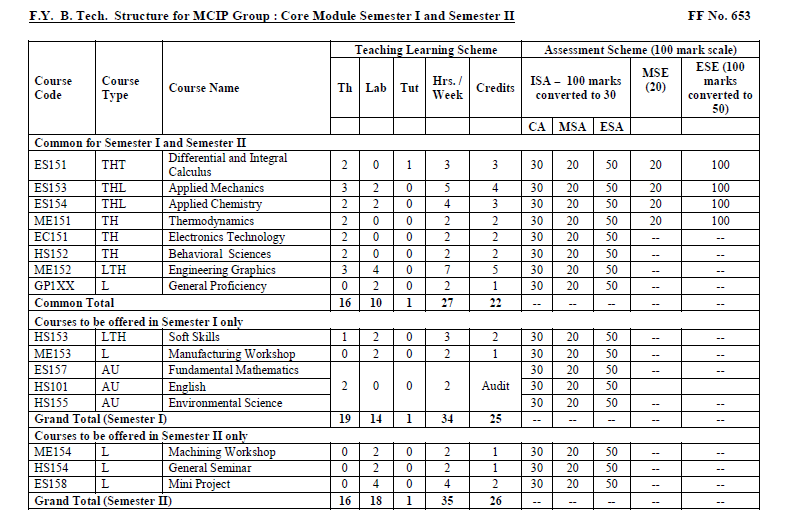 F.Y. B. Tech. Structure for MCIP Group : Core Module Semester I and Semester II FF No. 653
Teaching Learning Scheme Assessment Scheme (100 mark scale)
Course Code Course Type Course Name Th Lab Tut Hrs. / Week Credits ISA – 100 marks converted to 30 MSE (20) ESE (100 marks converted to 50)
CA MSA ESA
Common for Semester I and Semester II
ES151 THT Differential and Integral Calculus 2 0 1 3 3 30 20 50 20 100
ES153 THL Applied Mechanics 3 2 0 5 4 30 20 50 20 100
ES154 THL Applied Chemistry 2 2 0 4 3 30 20 50 20 100
ME151 TH Thermodynamics 2 0 0 2 2 30 20 50 20 100
EC151 TH Electronics Technology 2 0 0 2 2 30 20 50 -- --
HS152 TH Behavioral Sciences 2 0 0 2 2 30 20 50 -- --
ME152 LTH Engineering Graphics 3 4 0 7 5 30 20 50 -- --
GP1XX L General Proficiency 0 2 0 2 1 30 20 50 -- --
Common Total 16 10 1 27 22 -- -- -- -- --
Courses to be offered in Semester I only
HS153 LTH Soft Skills 1 2 0 3 2 30 20 50 -- --
ME153 L Manufacturing Workshop 0 2 0 2 1 30 20 50 -- --
ES157 AU Fundamental Mathematics 30 20 50 -- --
HS101 AU English 2 0 0 2 Audit 30 20 50
HS155 AU Environmental Science 30 20 50 -- --
Grand Total (Semester I) 19 14 1 34 25 -- -- -- -- --
Courses to be offered in Semester II only
ME154 L Machining Workshop 0 2 0 2 1 30 20 50 -- --
HS154 L General Seminar 0 2 0 2 1 30 20 50 -- --
ES158 L Mini Project 0 4 0 4 2 30 20 50 -- --
Grand Total (Semester II) 16 18 1 35 26 -- -- -- -- --